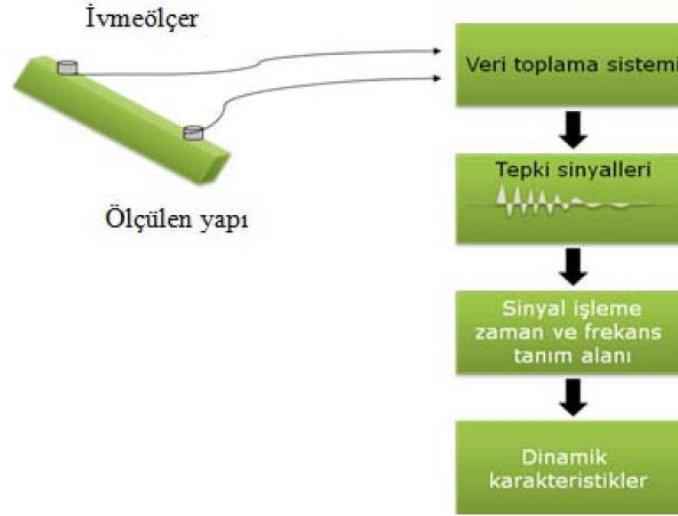 İvmeölçer
Ölçülen yapı
Veri toplama sistemi
Tepki sinyalleri
Sinyal işleme
zaman ve frekans
tanım alanı
Dinamik
karakteristikler